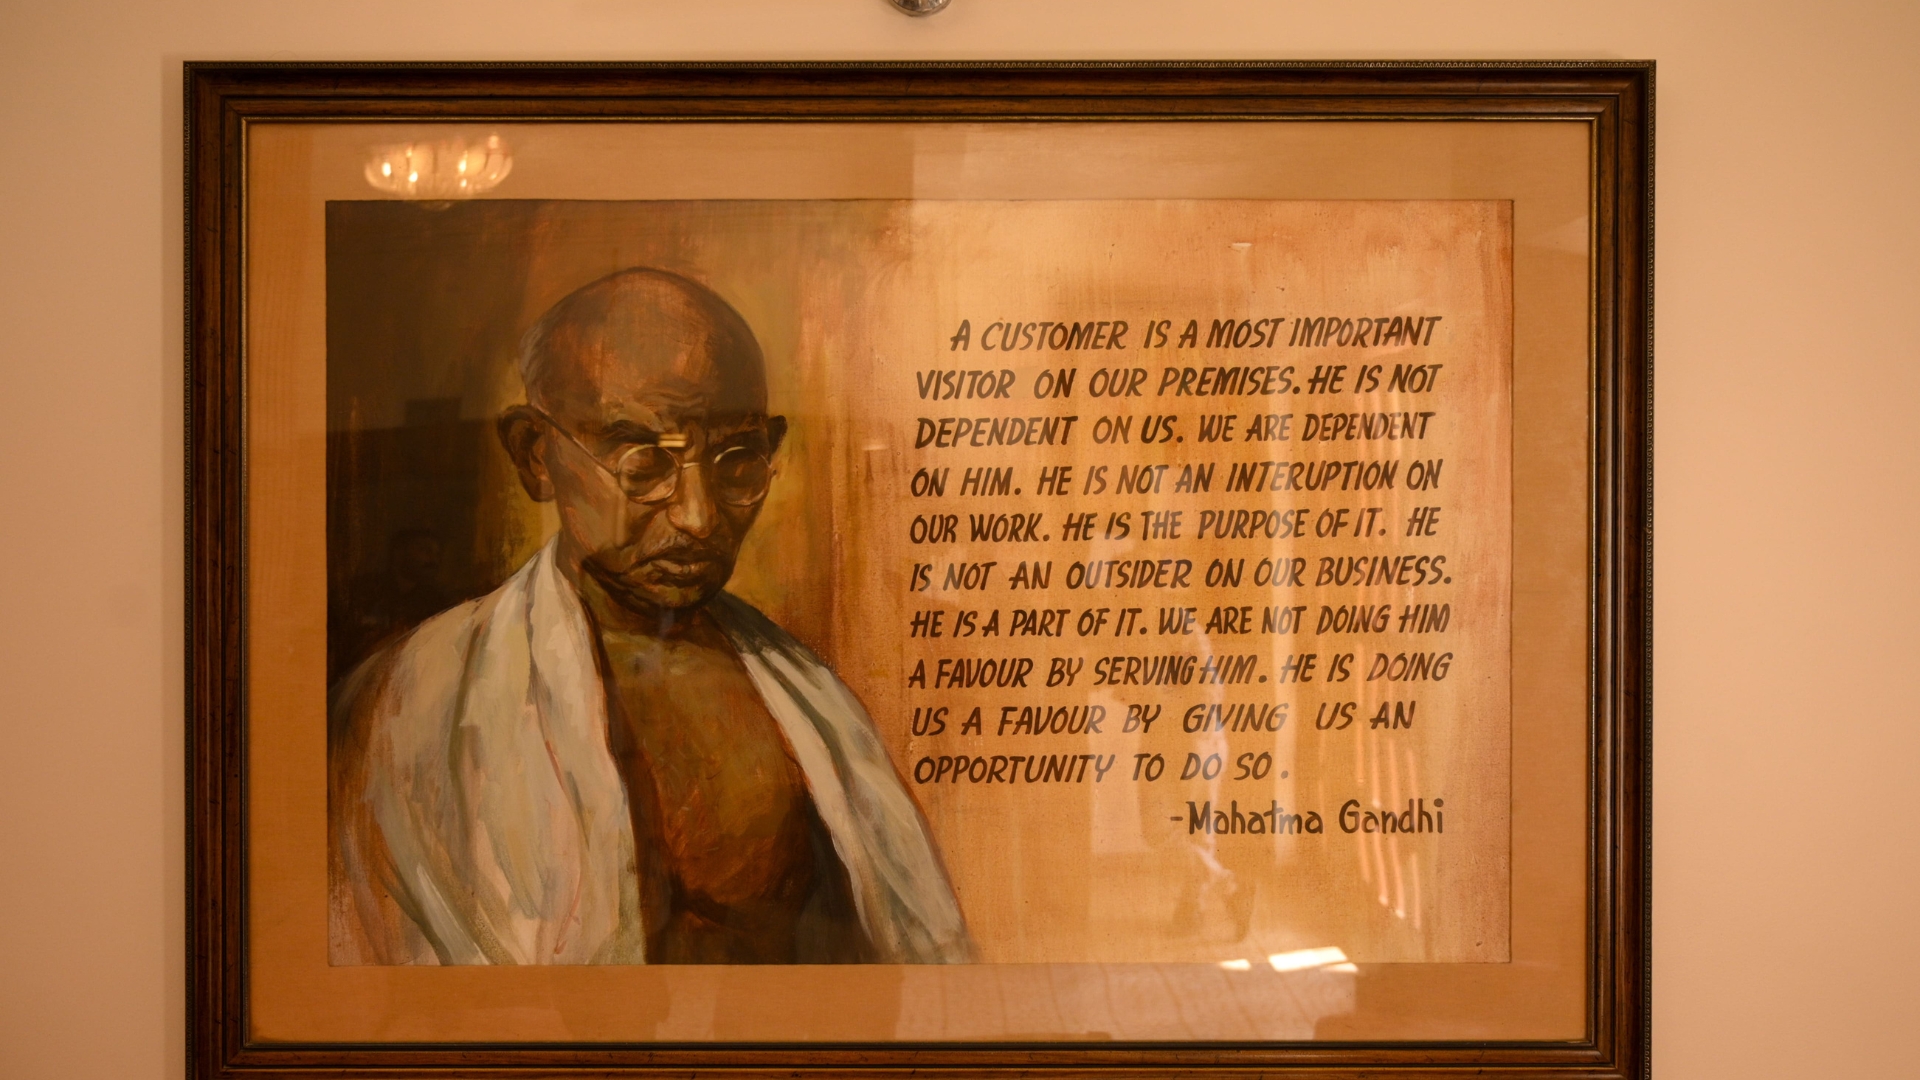 A CUSTOMER IS A MOST IMPORTANT
VISITOR ON OUR PREMISES. HE IS NOT
DEPENDENT ON US. WE ARE DEPENDENT
ON HIM. HE IS NOT AN INTERUPTION ON
OUR WORK. HE IS THE PURPOSE OF IT. HE
IS NOT AN OUTSIDER ON OUR BUSINESS.
HE IS A PART OF IT. WE ARE NOT DOING HIM
A FAVOUR BY SERVING HIM. HE IS DOING
US A FAVOUR BY GIVING US AN
OPPORTUNITY TO DO SO.
-Mahatma Gandhi